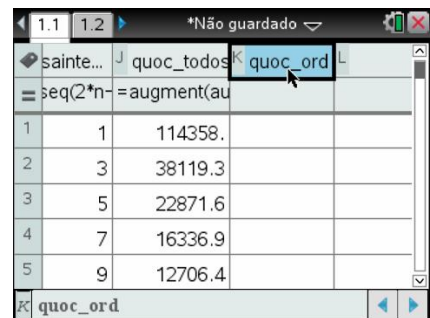 1.1 1.2 *Não guardado
sainte... J quoc_todos K quoc_ord L
= seq(2*n- =augment(au
1 1 114358.
2 3 38119.3
3 5 22871.6
4 7 16336.9
5 9 12706.4
K quoc_ord